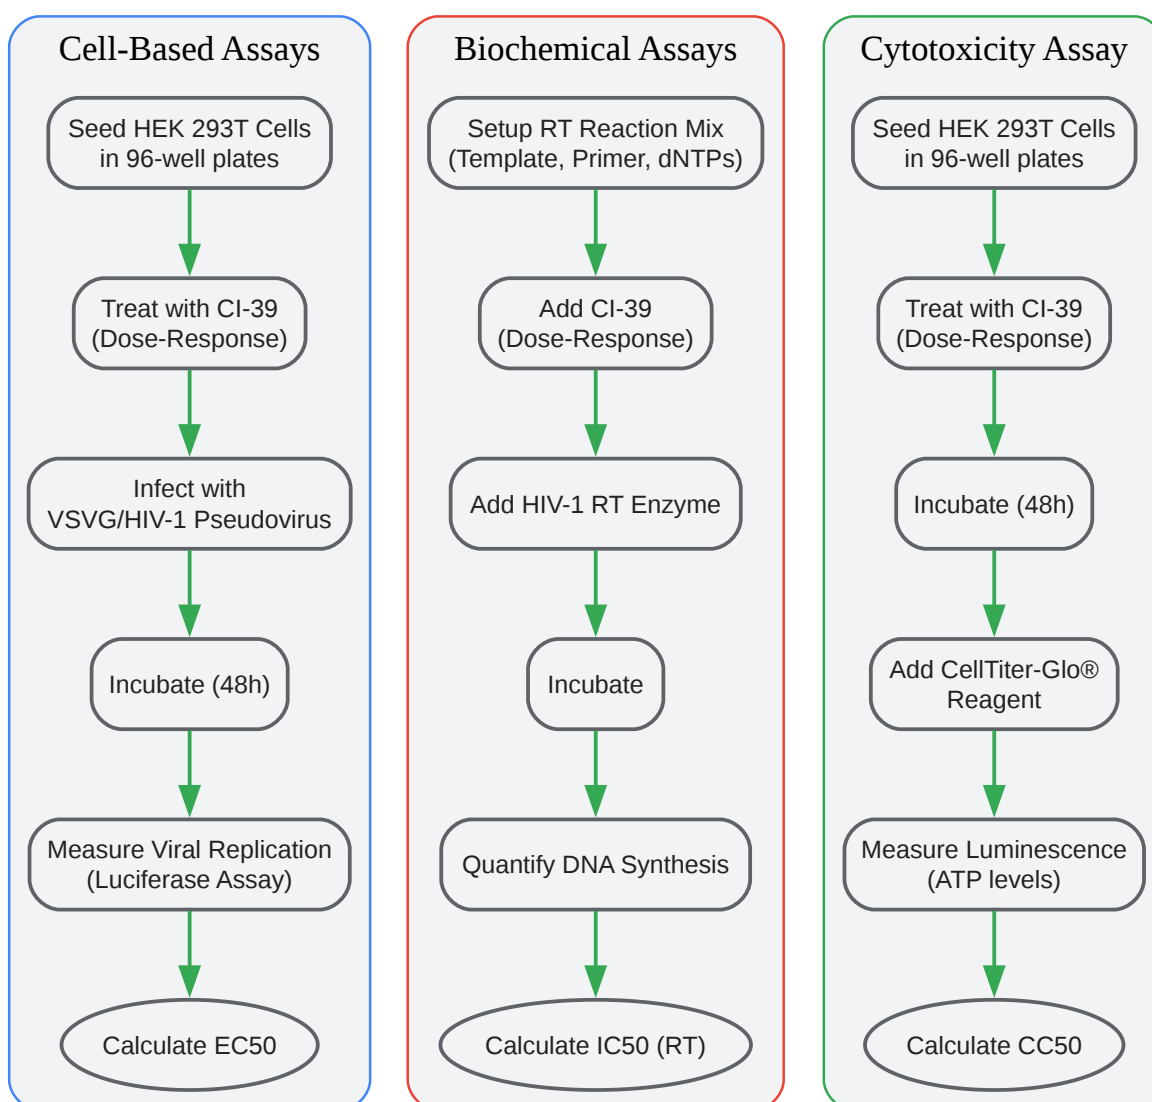 Cell-Based Assays
Seed HEK 293T Cells
in 96-well plates
Treat with CI-39
(Dose-Response)
Infect with
VSVG/HIV-1 Pseudovirus
Incubate (48h)
Measure Viral Replication
(Luciferase Assay)
Calculate EC50
Biochemical Assays
Setup RT Reaction Mix
(Template, Primer, dNTPs)
Add CI-39
(Dose-Response)
Add HIV-1 RT Enzyme
Incubate
Quantify DNA Synthesis
Calculate IC50 (RT)
Cytotoxicity Assay
Seed HEK 293T Cells
in 96-well plates
Treat with CI-39
(Dose-Response)
Incubate (48h)
Add CellTiter-Glo®
Reagent
Measure Luminescence
(ATP levels)
Calculate CC50